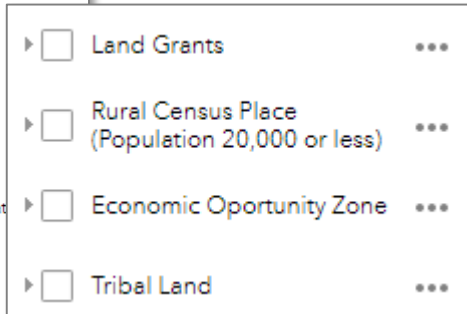 Land Grants
Rural Census Place
(Population 20,000 or less)
Economic Oportunity Zone
Tribal Land